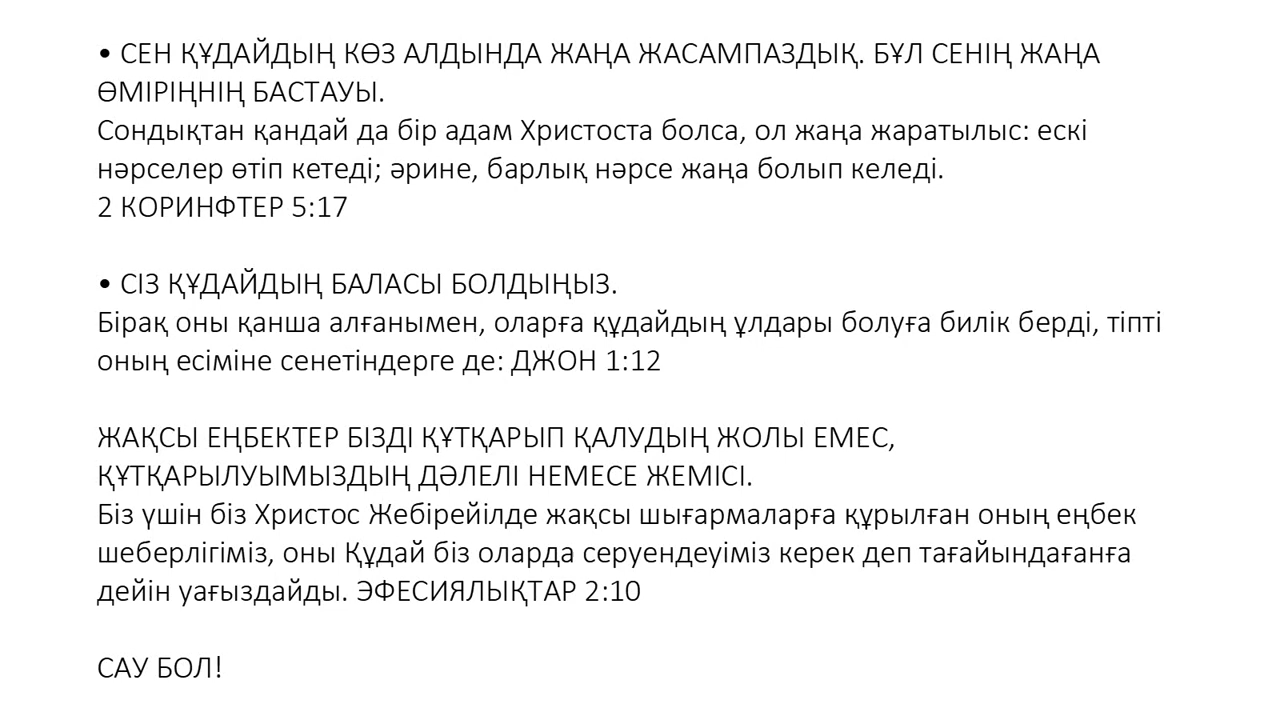 • СЕН ҚҰДАЙДЫҢ КӨЗ АЛДЫНДА ЖАҢА ЖАСАМПАЗДЫҚ. БҰЛ СЕНІҢ ЖАҢА
ӨМІРІҢНІҢ БАСТАУЫ.
Сондықтан қандай да бір адам Христоста болса, ол жаңа жаратылыс: ескі
нәрселер өтіп кетеді; әрине, барлық нәрсе жаңа болып келеді.
2 КОРИНФТЕР 5:17
• СІЗ ҚҰДАЙДЫҢ БАЛАСЫ БОЛДЫҢЫЗ.
Бірақ оны қанша алғанымен, оларға құдайдың ұлдары болуға билік берді, тіпті
оның есіміне сенетіндерге де: ДЖОН 1:12
ЖАҚСЫ ЕҢБЕКТЕР БІЗДІ ҚҰТҚАРЫП ҚАЛУДЫҢ ЖОЛЫ ЕМЕС,
ҚҰТҚАРЫЛУЫМЫЗДЫҢ ДӘЛЕЛІ НЕМЕСЕ ЖЕМІСІ.
Біз үшін біз Христос Жебірейілде жақсы шығармаларға құрылған оның еңбек
шеберлігіміз, оны Құдай біз оларда серуендеуіміз керек деп тағайындағанға
дейін уағыздайды. ЭФЕСИЯЛЫҚТАР 2:10
САУ БОЛ!